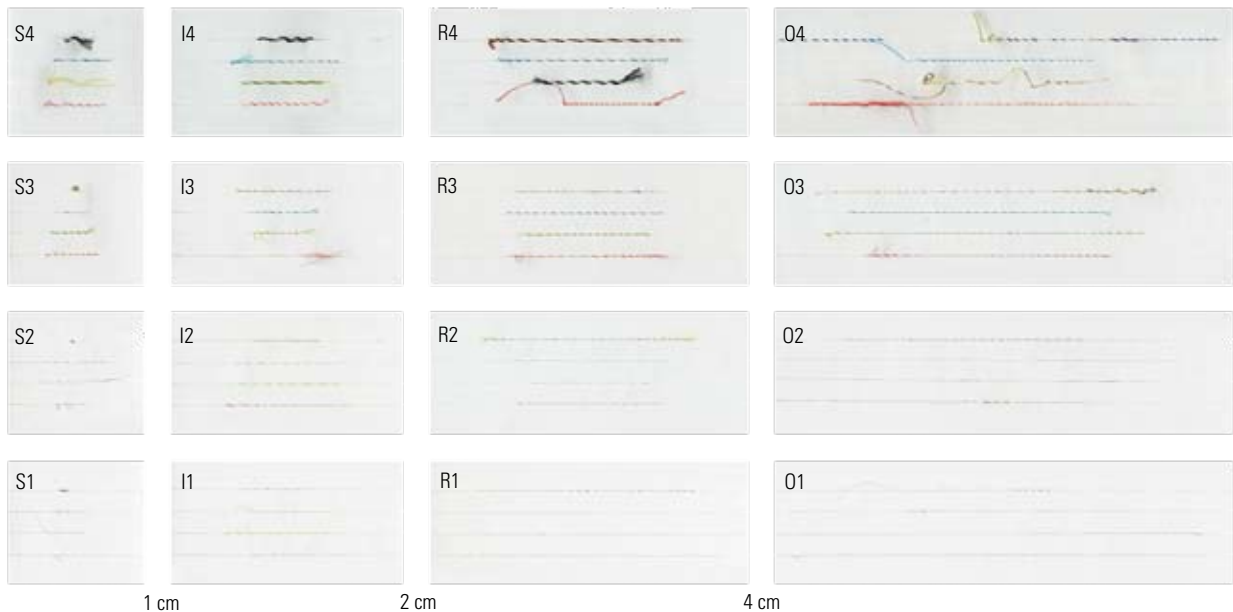 S4 I4 R4 O4
S3 I3 R3 O3
S2 I2 R2 O2
S1 I1 R1 O1
1 cm 2 cm 4 cm